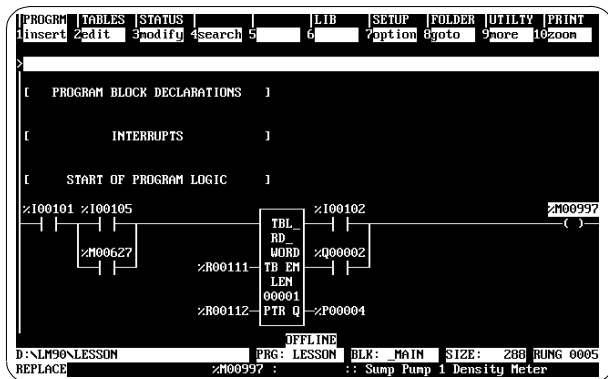 PROGRM TABLES STATUS LIB SETUP FOLDER UTILTY PRINT
1insert 2edit 3modify 4search 5 6 7option 8goto 9more 10zoom
>
[ PROGRAM BLOCK DECLARATIONS ]
[ INTERRUPTS ]
[ START OF PROGRAM LOGIC ]
%I00101 %I00105 %I00102 %M00997
TBL_
RD_
%M00627 WORD %Q00002
%R00111 TB EM
LEN
00001
%R00112 PTR Q %P00004
OFFLINE
D:\LM90\LESSON PRG: LESSON BLK: _MAIN SIZE: 288 RUNG 0005
REPLACE %M00997 : :: Sump Pump 1 Density Meter